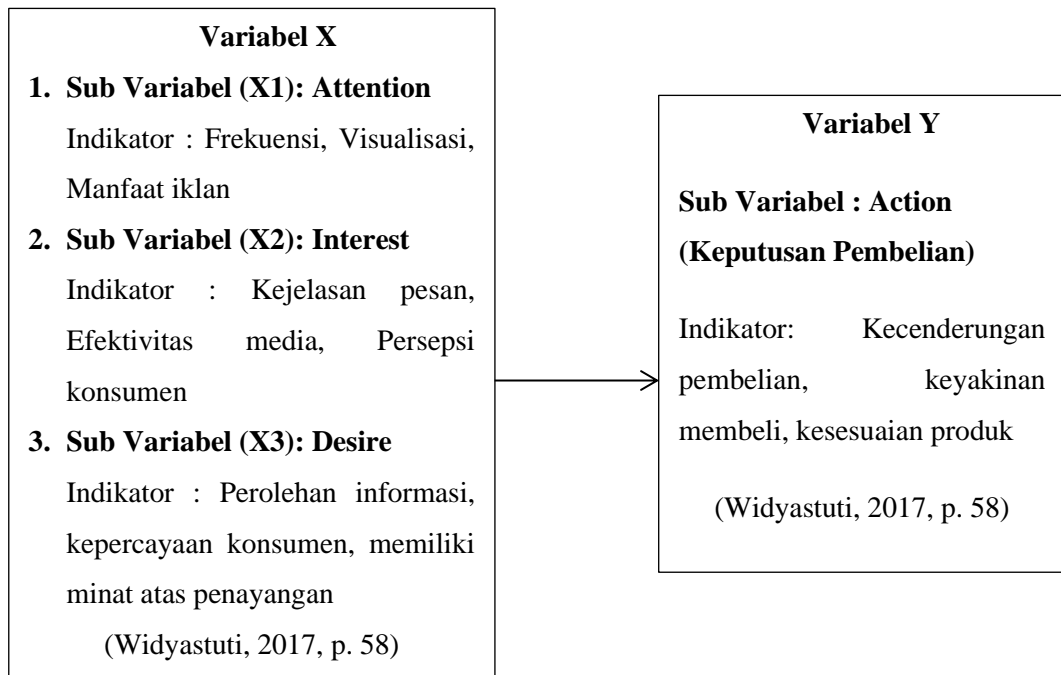 Variabel X
1. Sub Variabel (X1): Attention
Indikator : Frekuensi, Visualisasi,
Manfaat iklan
2. Sub Variabel (X2): Interest
Indikator : Kejelasan pesan,
Efektivitas media, Persepsi
konsumen
3. Sub Variabel (X3): Desire
Indikator : Perolehan informasi,
kepercayaan konsumen, memiliki
minat atas penayangan
(Widyastuti, 2017, p. 58)
Variabel Y
Sub Variabel : Action
(Keputusan Pembelian)
Indikator: Kecenderungan
pembelian, keyakinan
membeli, kesesuaian produk
(Widyastuti, 2017, p. 58)